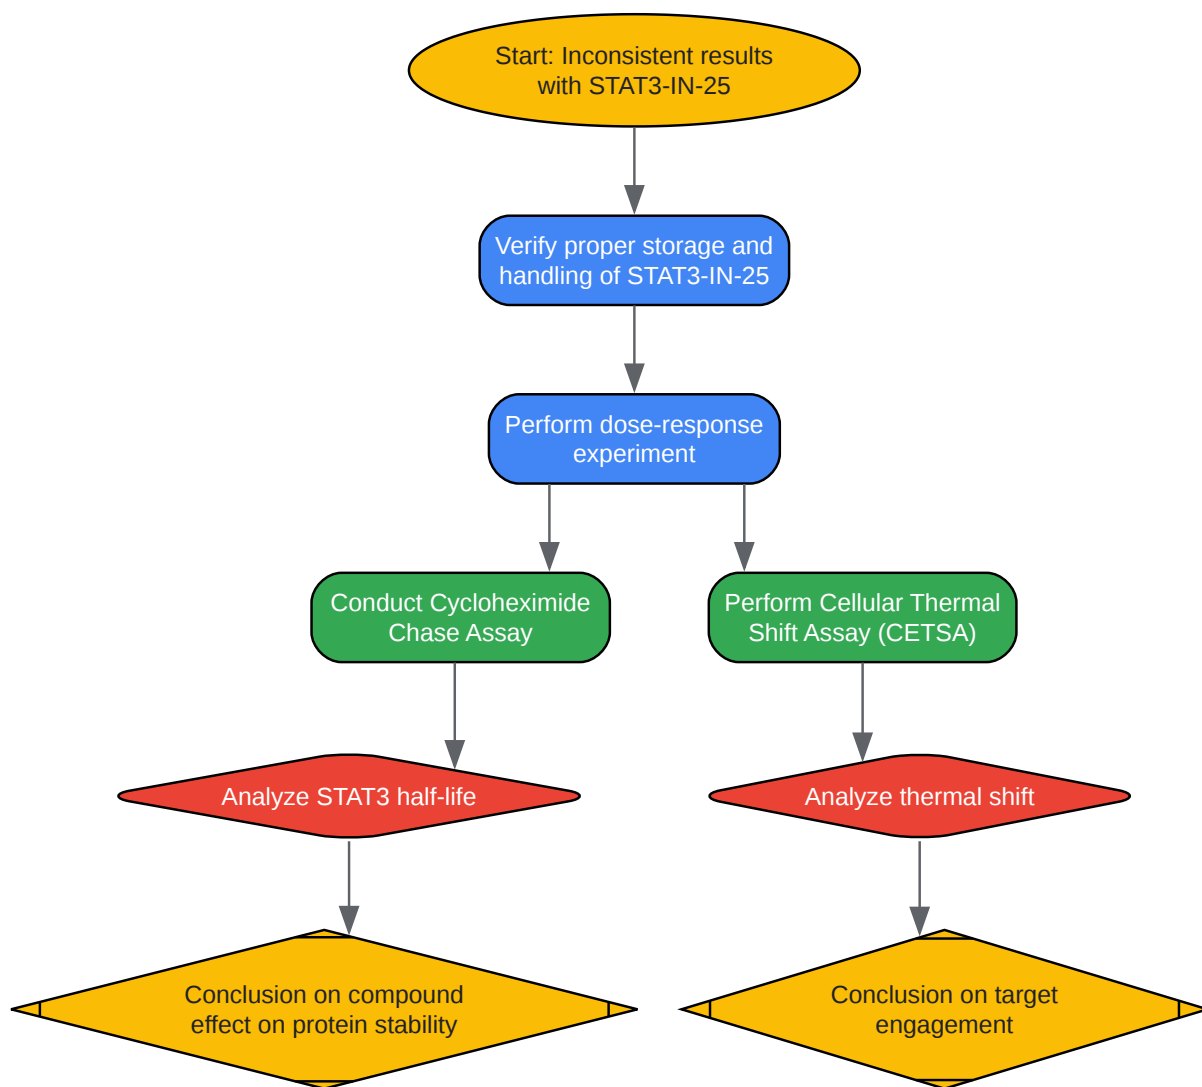 Start: Inconsistent results
with STAT3-IN-25
Verify proper storage and
handling of STAT3-IN-25
Perform dose-response
experiment
Conduct Cycloheximide
Chase Assay
Perform Cellular Thermal
Shift Assay (CETSA)
Analyze STAT3 half-life
Analyze thermal shift
Conclusion on compound
effect on protein stability
Conclusion on target
engagement